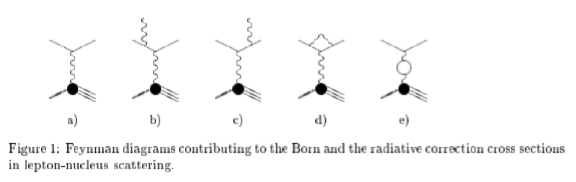 a) b) c) d) e)
Figure 1: Feynman diagrams contributing to the Born and the radiative correction cross sections
in lepton-nucleus scattering.